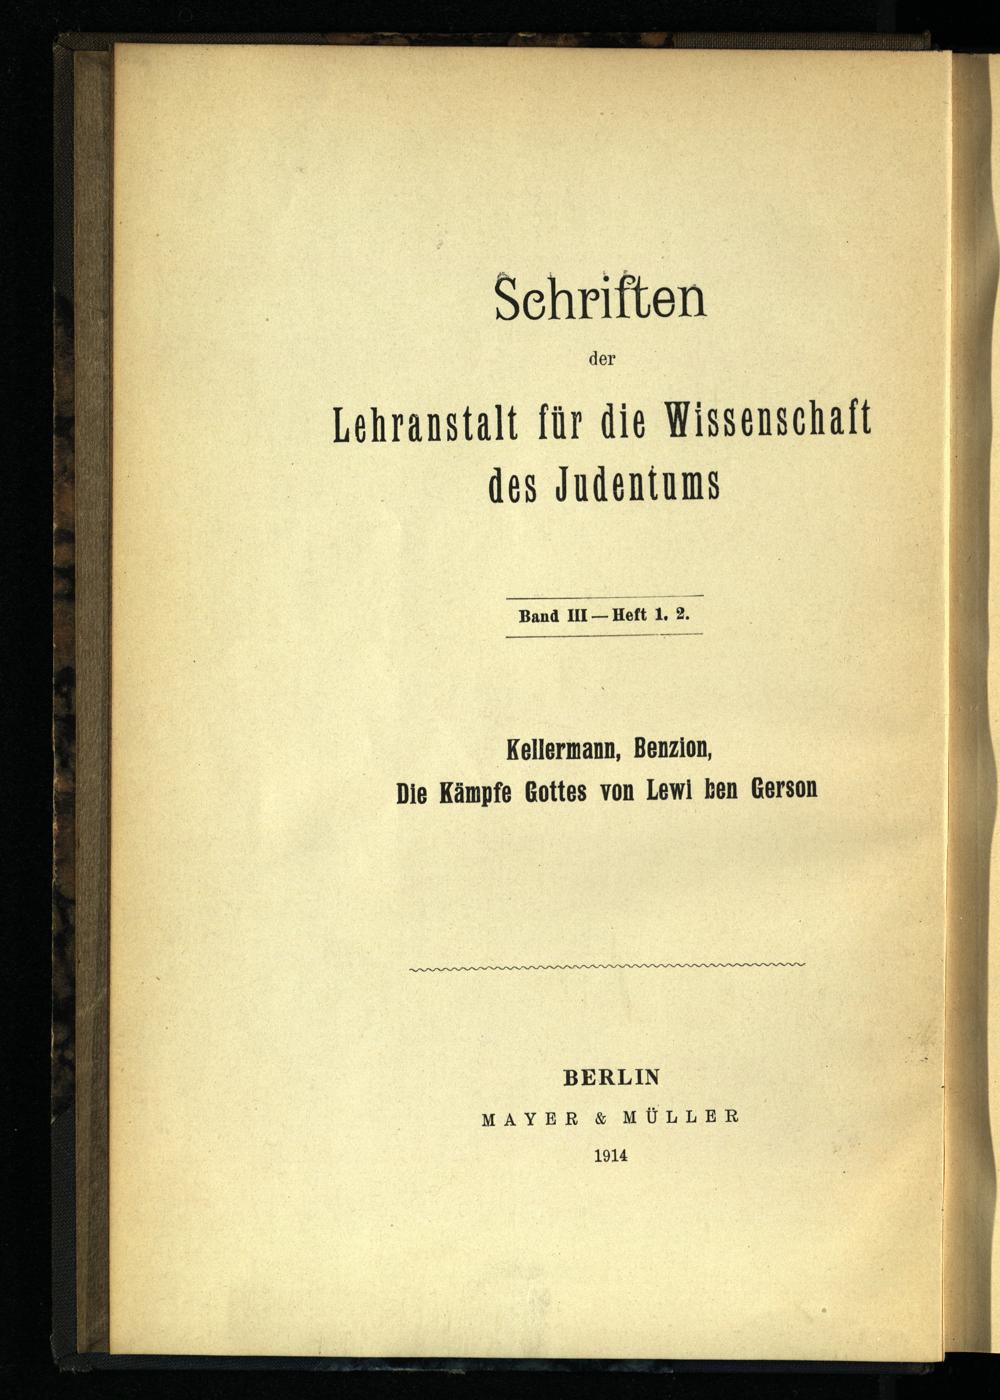 Schriften
der
Lehranstalt für die Wissenschaft
des Judentums
Band III — Heft 1. 2.
Kellermann, Benzion,
Die Kämpfe Gottes von Lewi ben Gerson
BERLIN
MAYER & MÜLLER
1914